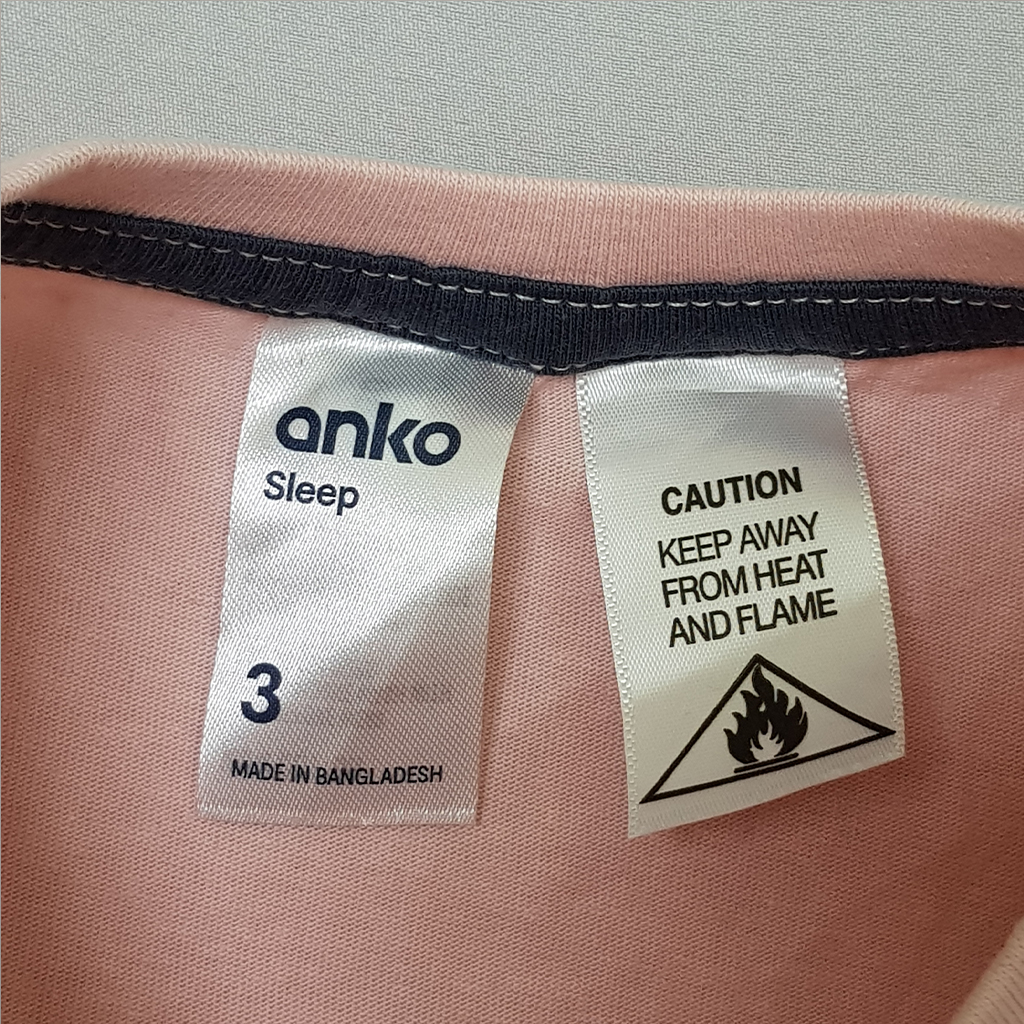 anko
Sleep
3
MADE IN BANGLADESH
CAUTION
KEEP AWAY
FROM HEAT
AND FLAME